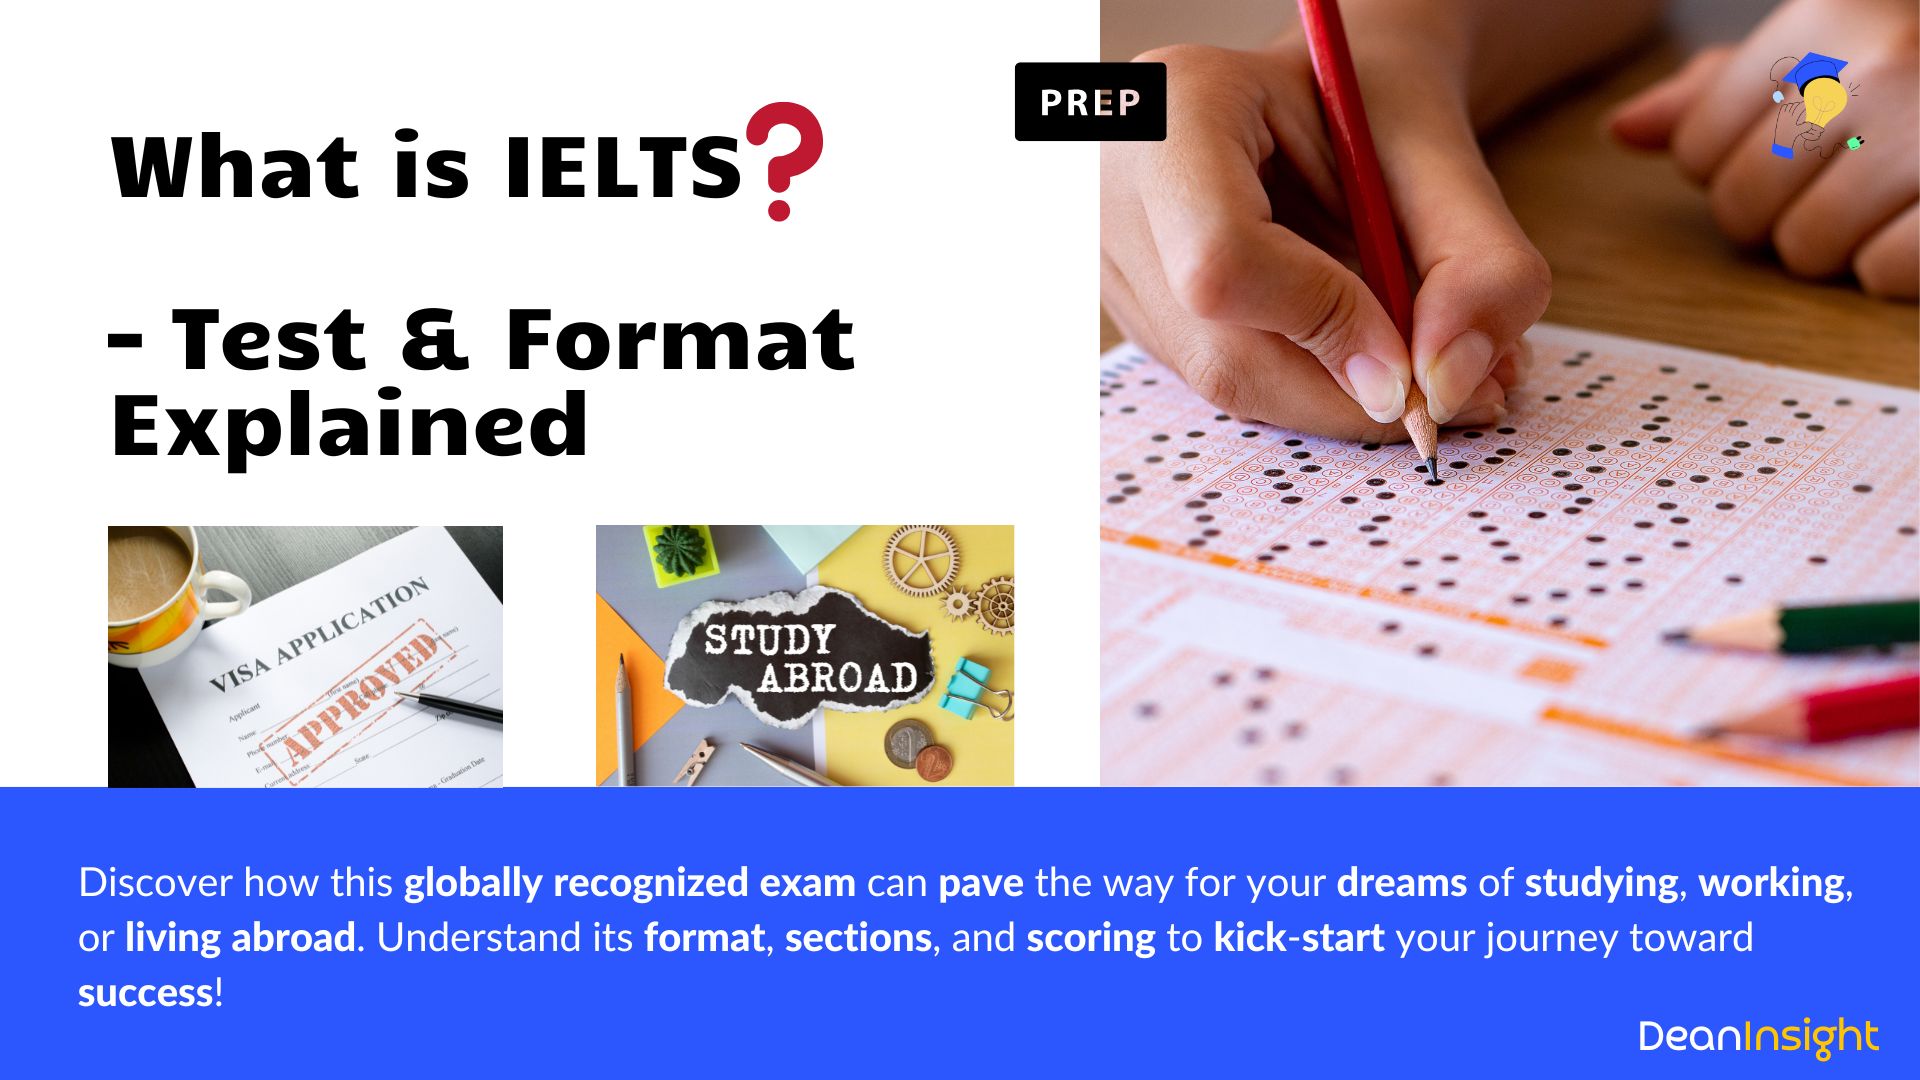 What is IELTS?
PREP
- Test & Format
Explained
VISA APPLICATION
APPROVED
(first name)
Applicant
Name
Phone number
E-mail
Current address
State
Graduation Date
STUDY
ABROAD
Discover how this globally recognized exam can pave the way for your dreams of studying, working,
or living abroad. Understand its format, sections, and scoring to kick-start your journey toward
success!
DeanInsight